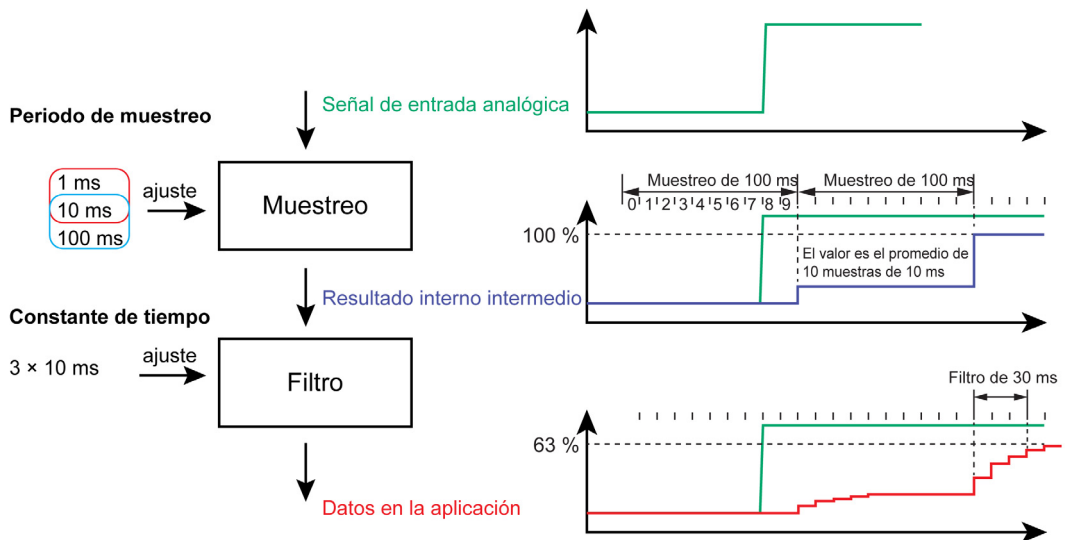 Señal de entrada analógica
Periodo de muestreo
1 ms
10 ms
100 ms
ajuste
Muestreo
Muestreo de 100 ms
Muestreo de 100 ms
0 1 2 3 4 5 6 7 8 9
100 %
El valor es el promedio de
10 muestras de 10 ms
Resultado interno intermedio
Constante de tiempo
3 × 10 ms
ajuste
Filtro
Filtro de 30 ms
63 %
Datos en la aplicación